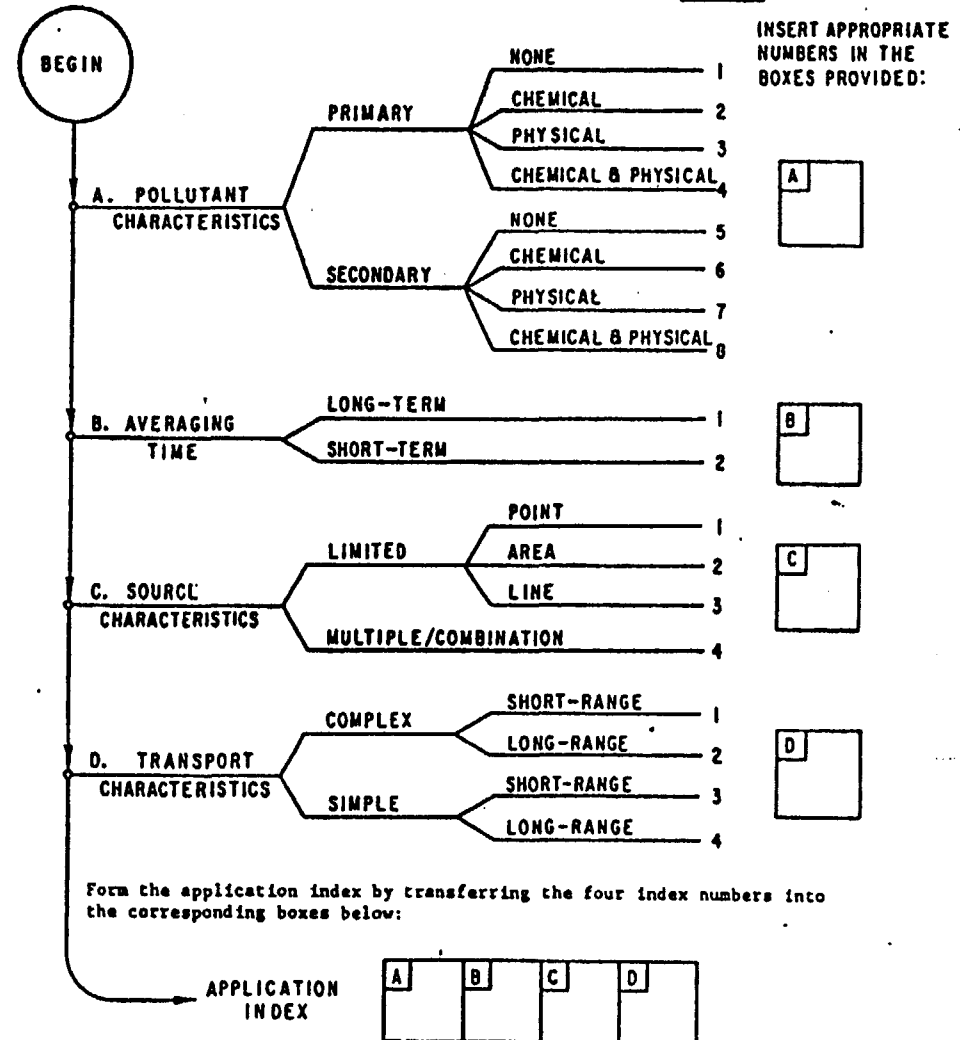 INSERT APPROPRIATE
NUMBERS IN THE
BOXES PROVIDED:
BEGIN
NONE
1
CHEMICAL
2
PRIMARY
PHYSICAL
3
CHEMICAL & PHYSICAL
4
A. POLLUTANT
CHARACTERISTICS
A
NONE
5
CHEMICAL
6
SECONDARY
PHYSICAL
7
CHEMICAL & PHYSICAL
8
LONG-TERM
1
B. AVERAGING
TIME
B
SHORT-TERM
2
POINT
1
LIMITED
AREA
2
C
C. SOURCE
CHARACTERISTICS
LINE
3
MULTIPLE/COMBINATION
4
SHORT-RANGE
1
COMPLEX
LONG-RANGE
2
D
D. TRANSPORT
CHARACTERISTICS
SHORT-RANGE
3
SIMPLE
LONG-RANGE
4
Form the application index by transferring the four index numbers into
the corresponding boxes below:
APPLICATION
INDEX
A B C D